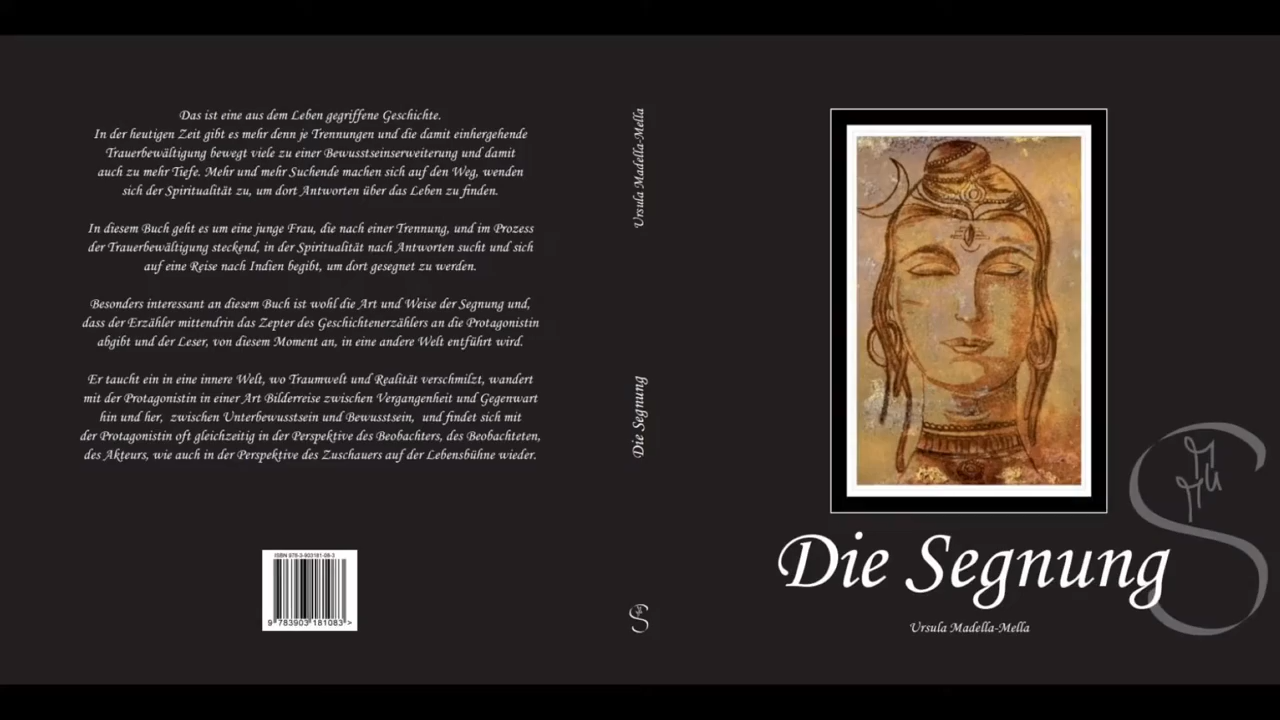 Das ist eine aus dem Leben gegriffene Geschichte.
In der heutigen Zeit gibt es mehr denn je Trennungen und die damit einhergehende
Trauerbewältigung bewegt viele zu einer Bewusstseinserweiterung und damit
auch zu mehr Tiefe. Mehr und mehr Suchende machen sich auf den Weg, wenden
sich der Spiritualität zu, um dort Antworten über das Leben zu finden.
In diesem Buch geht es um eine junge Frau, die nach einer Trennung, und im Prozess
der Trauerbewältigung steckend, in der Spiritualität nach Antworten sucht und sich
auf eine Reise nach Indien begibt, um dort gesegnet zu werden.
Besonders interessant an diesem Buch ist wohl die Art und Weise der Segnung und,
dass der Erzähler mittendrin das Zepter des Geschichtenerzählers an die Protagonistin
abgibt und der Leser, von diesem Moment an, in eine andere Welt entführt wird.
Er taucht ein in eine innere Welt, wo Traumwelt und Realität verschmilzt, wandert
mit der Protagonistin in einer Art Bilderreise zwischen Vergangenheit und Gegenwart
hin und her, zwischen Unterbewusstsein und Bewusstsein, und findet sich mit
der Protagonistin oft gleichzeitig in der Perspektive des Beobachters, des Beobachteten,
des Akteurs, wie auch in der Perspektive des Zuschauers auf der Lebensbühne wieder.
ISBN 978-3-903181-08-3
9 783903 181083 >
Ursula Madella-Mella
Die Segnung
Die Segnung
Ursula Madella-Mella